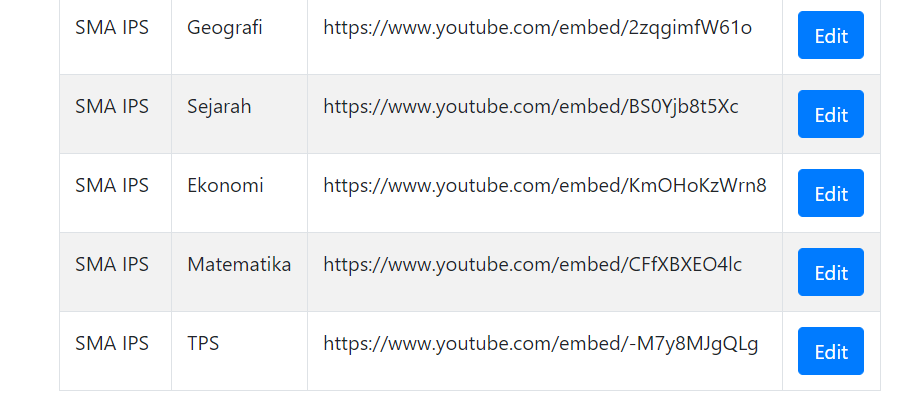 SMA IPS Geografi https://www.youtube.com/embed/2zqgimfW61o Edit
SMA IPS Sejarah https://www.youtube.com/embed/BS0Yjb8t5Xc Edit
SMA IPS Ekonomi https://www.youtube.com/embed/KmOHoKzWrn8 Edit
SMA IPS Matematika https://www.youtube.com/embed/CFfXBXEO4lc Edit
SMA IPS TPS https://www.youtube.com/embed/-M7y8MJgQLg Edit